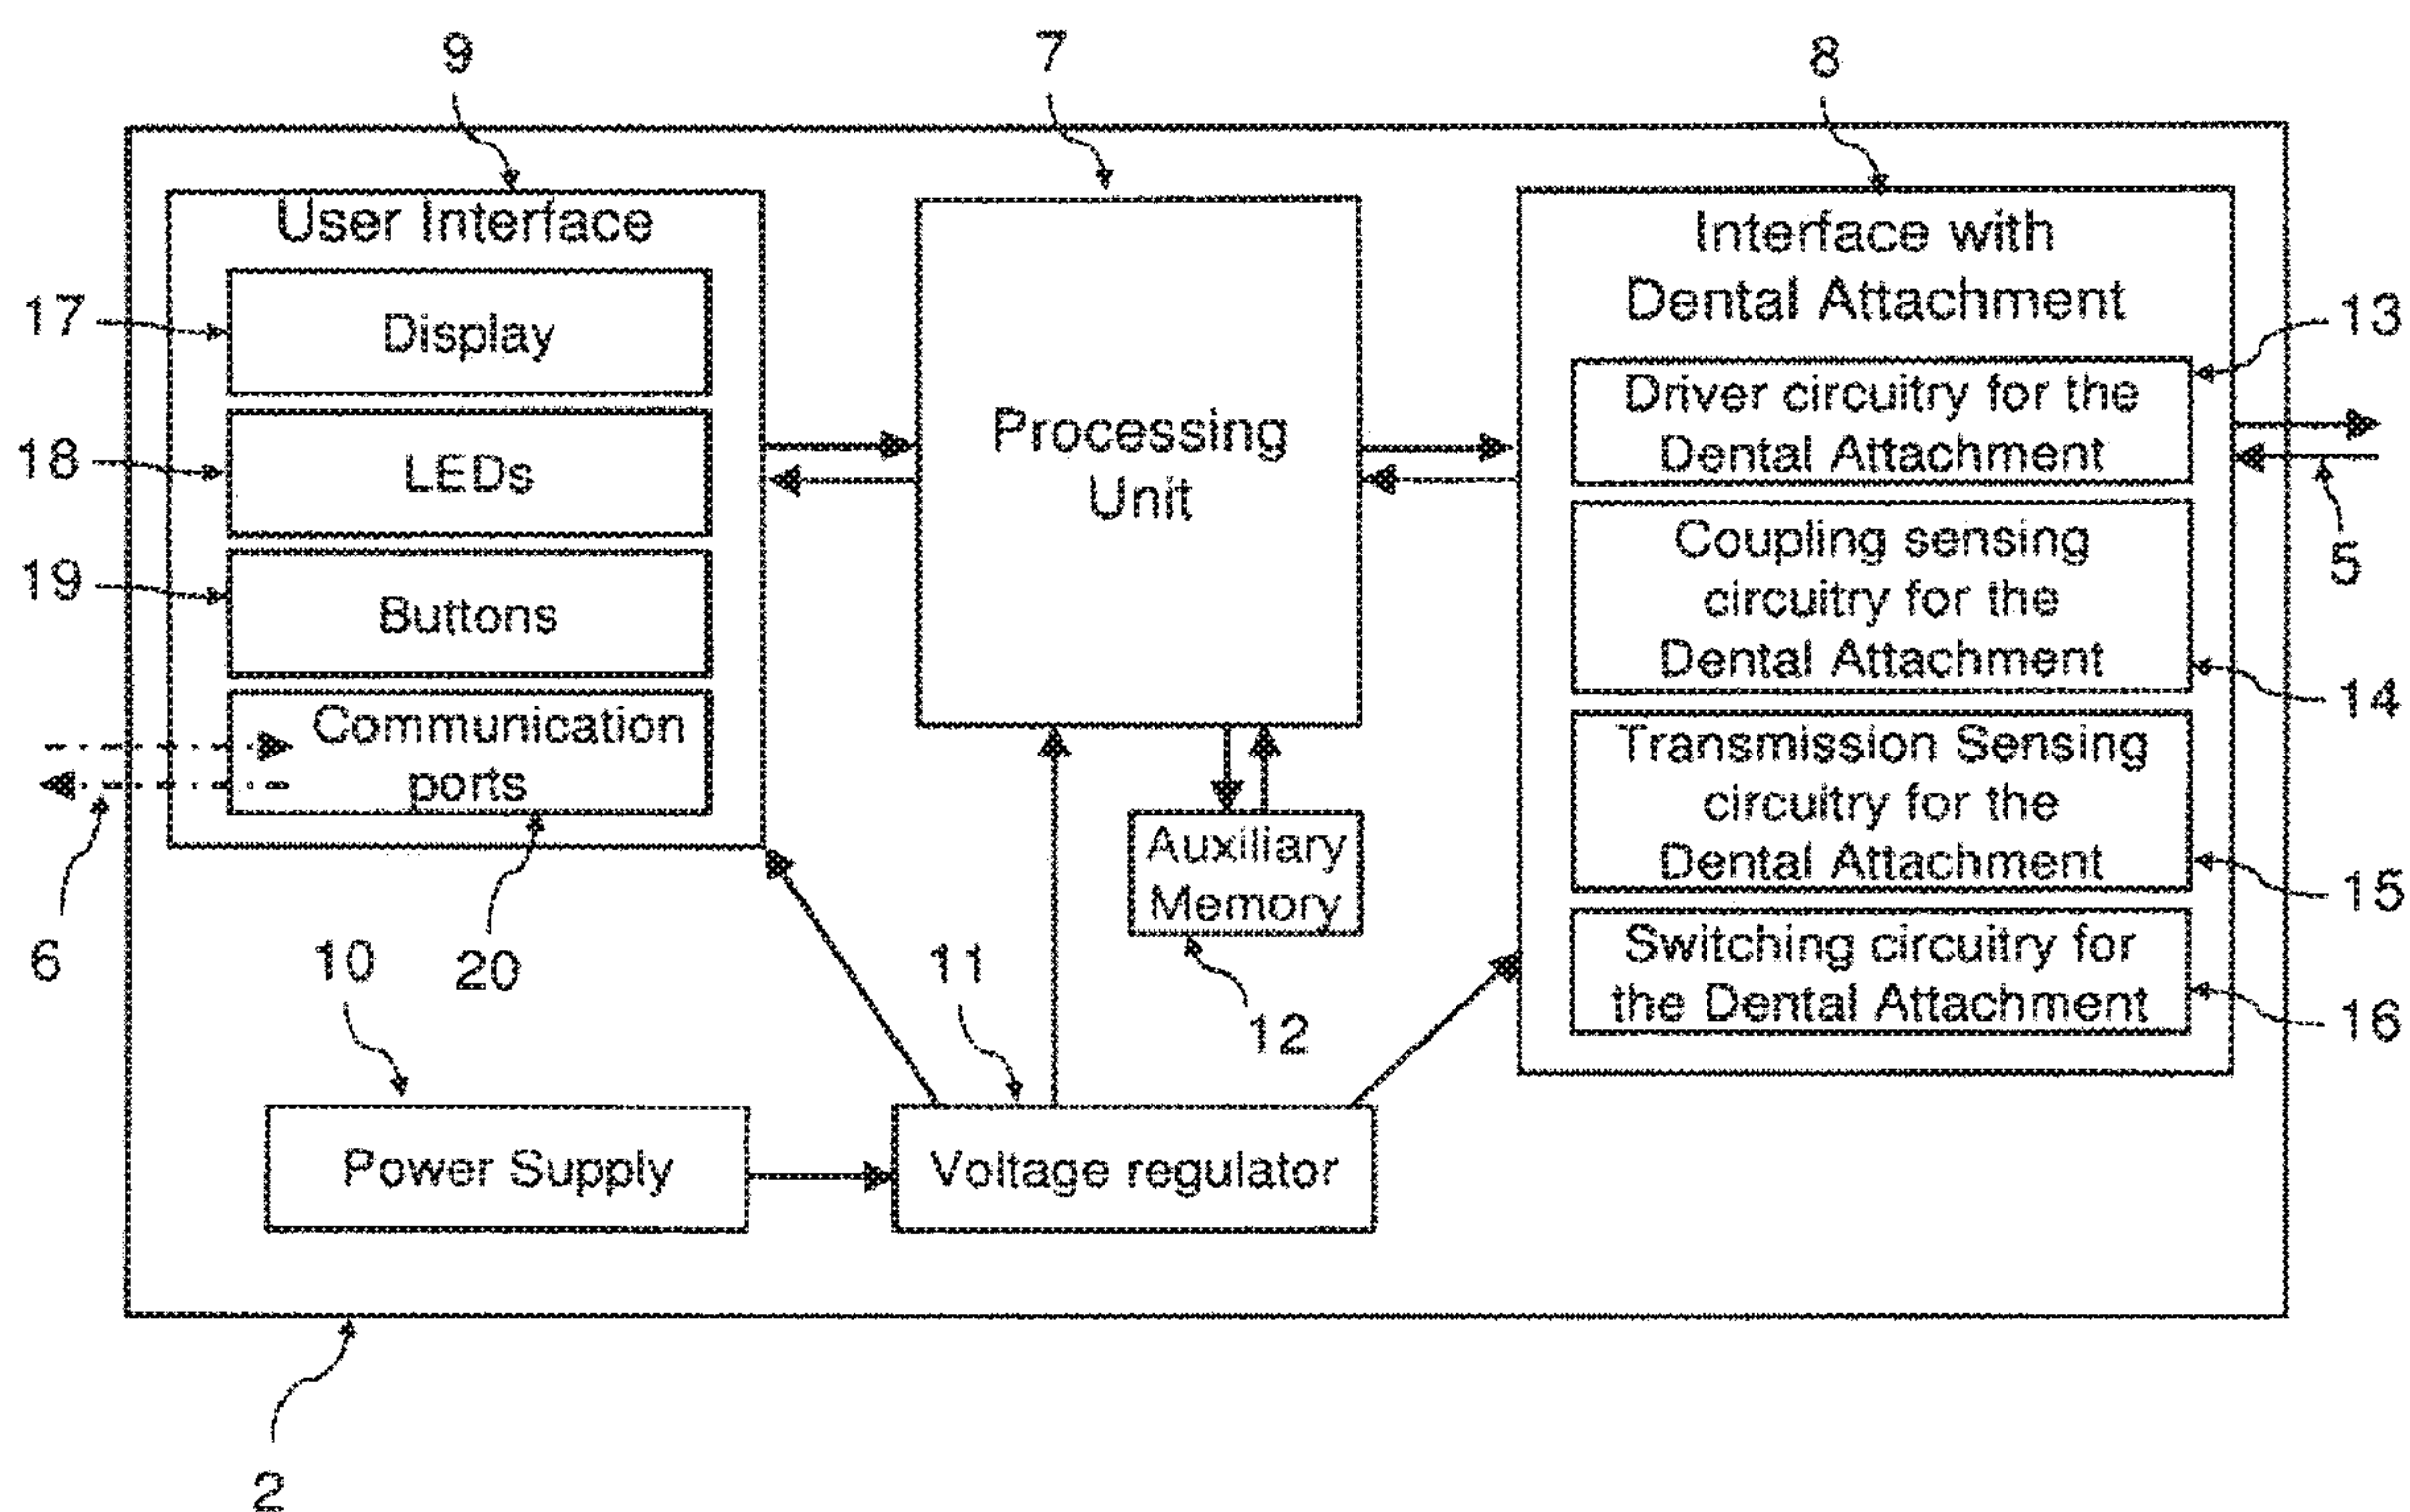 9
7
8
User Interface
17
Display
18
LEDs
19
Buttons
Communication
ports
6
20
Processing
Unit
Auxiliary
Memory
12
Interface with
Dental Attachment
13
Driver circuitry for the
Dental Attachment
5
Coupling sensing
circuitry for the
Dental Attachment
14
Transmission Sensing
circuitry for the
Dental Attachment
15
Switching circuitry for
the Dental Attachment
16
10
Power Supply
11
Voltage regulator
2